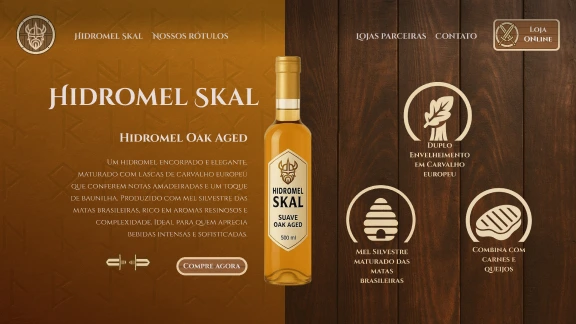 Hidromel Skal
Nossos Rótulos
Lojas parceiras
Contato
Loja
Online
Hidromel Skal
Hidromel Oak Aged
Um hidromel encorpado e elegante,
maturado com lascas de carvalho europeu
que conferem notas amadeiradas e um toque
de baunilha. Produzido com mel silvestre das
matas brasileiras, rico em aromas resinosos e
complexidade. Ideal para quem aprecia
bebidas intensas e sofisticadas.
Compre agora
HIDROMEL
SKAL
SUAVE
OAK AGED
500 ml
Duplo
Envelhecimento
em Carvalho
europeu
Mel Silvestre
maturado das
matas
brasileiras
Combina com
carnes e
queijos